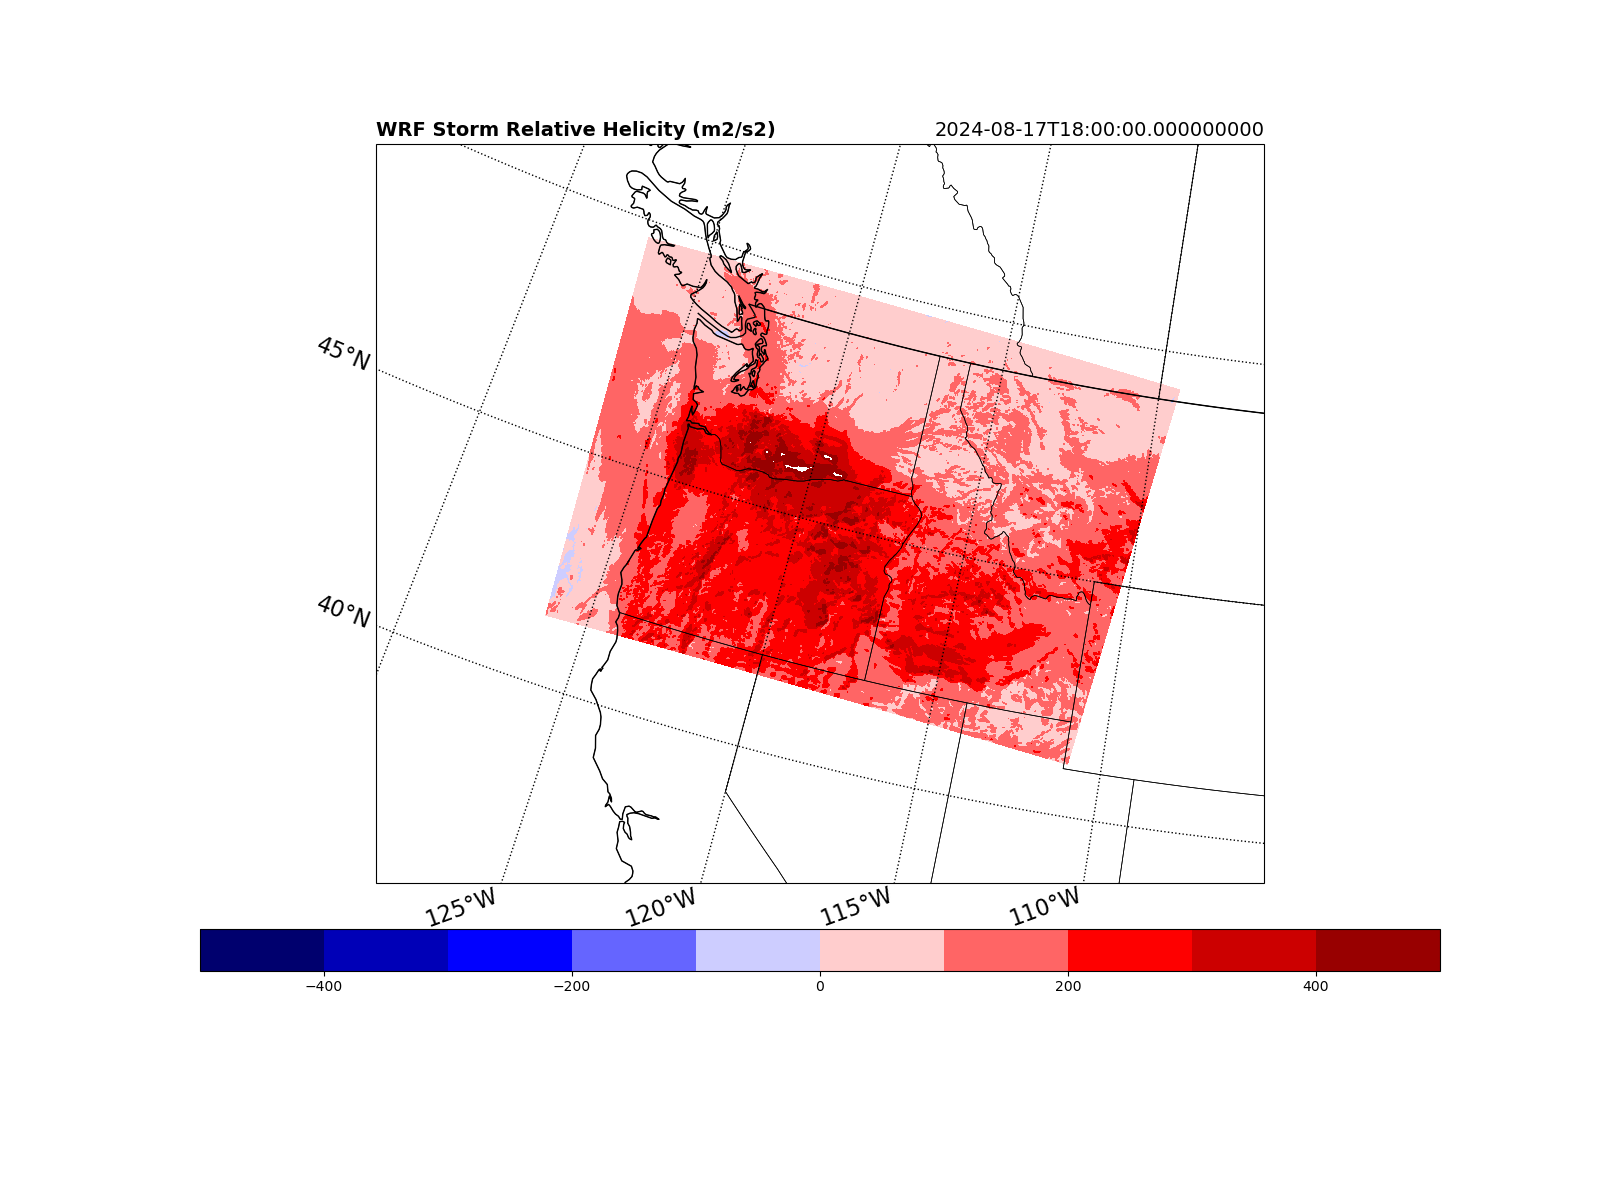 WRF Storm Relative Helicity (m2/s2) 2024-08-17T18:00:00.000000000
45°N
40°N
125°W 120°W 115°W 110°W
−400 −200 0 200 400